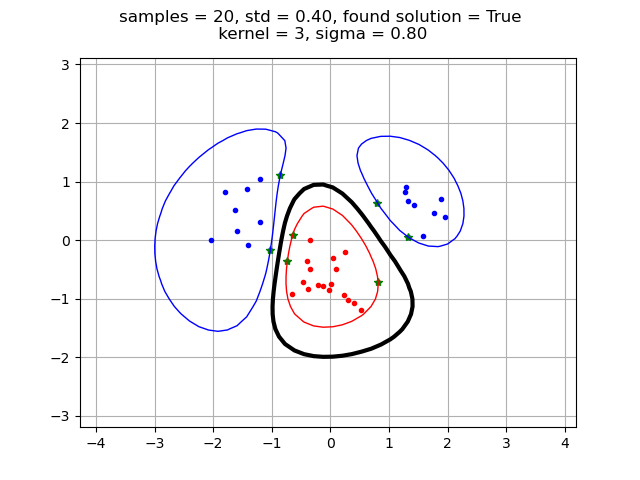 samples = 20, std = 0.40, found solution = True
kernel = 3, sigma = 0.80
3
2
1
0
−1
−2
−3
−4 −3 −2 −1 0 1 2 3 4